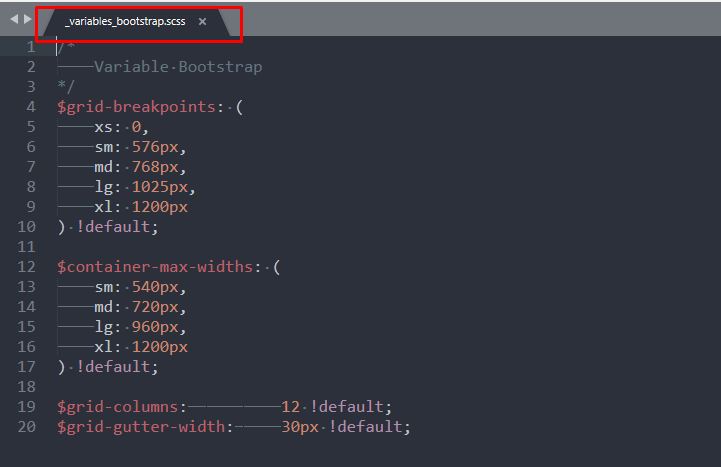 _variables_bootstrap.scss ×
1 /*
2 Variable Bootstrap
3 */
4 $grid-breakpoints: (
5 xs: 0,
6 sm: 576px,
7 md: 768px,
8 lg: 1025px,
9 xl: 1200px
10 ) !default;
11
12 $container-max-widths: (
13 sm: 540px,
14 md: 720px,
15 lg: 960px,
16 xl: 1200px
17 ) !default;
18
19 $grid-columns: 12 !default;
20 $grid-gutter-width: 30px !default;